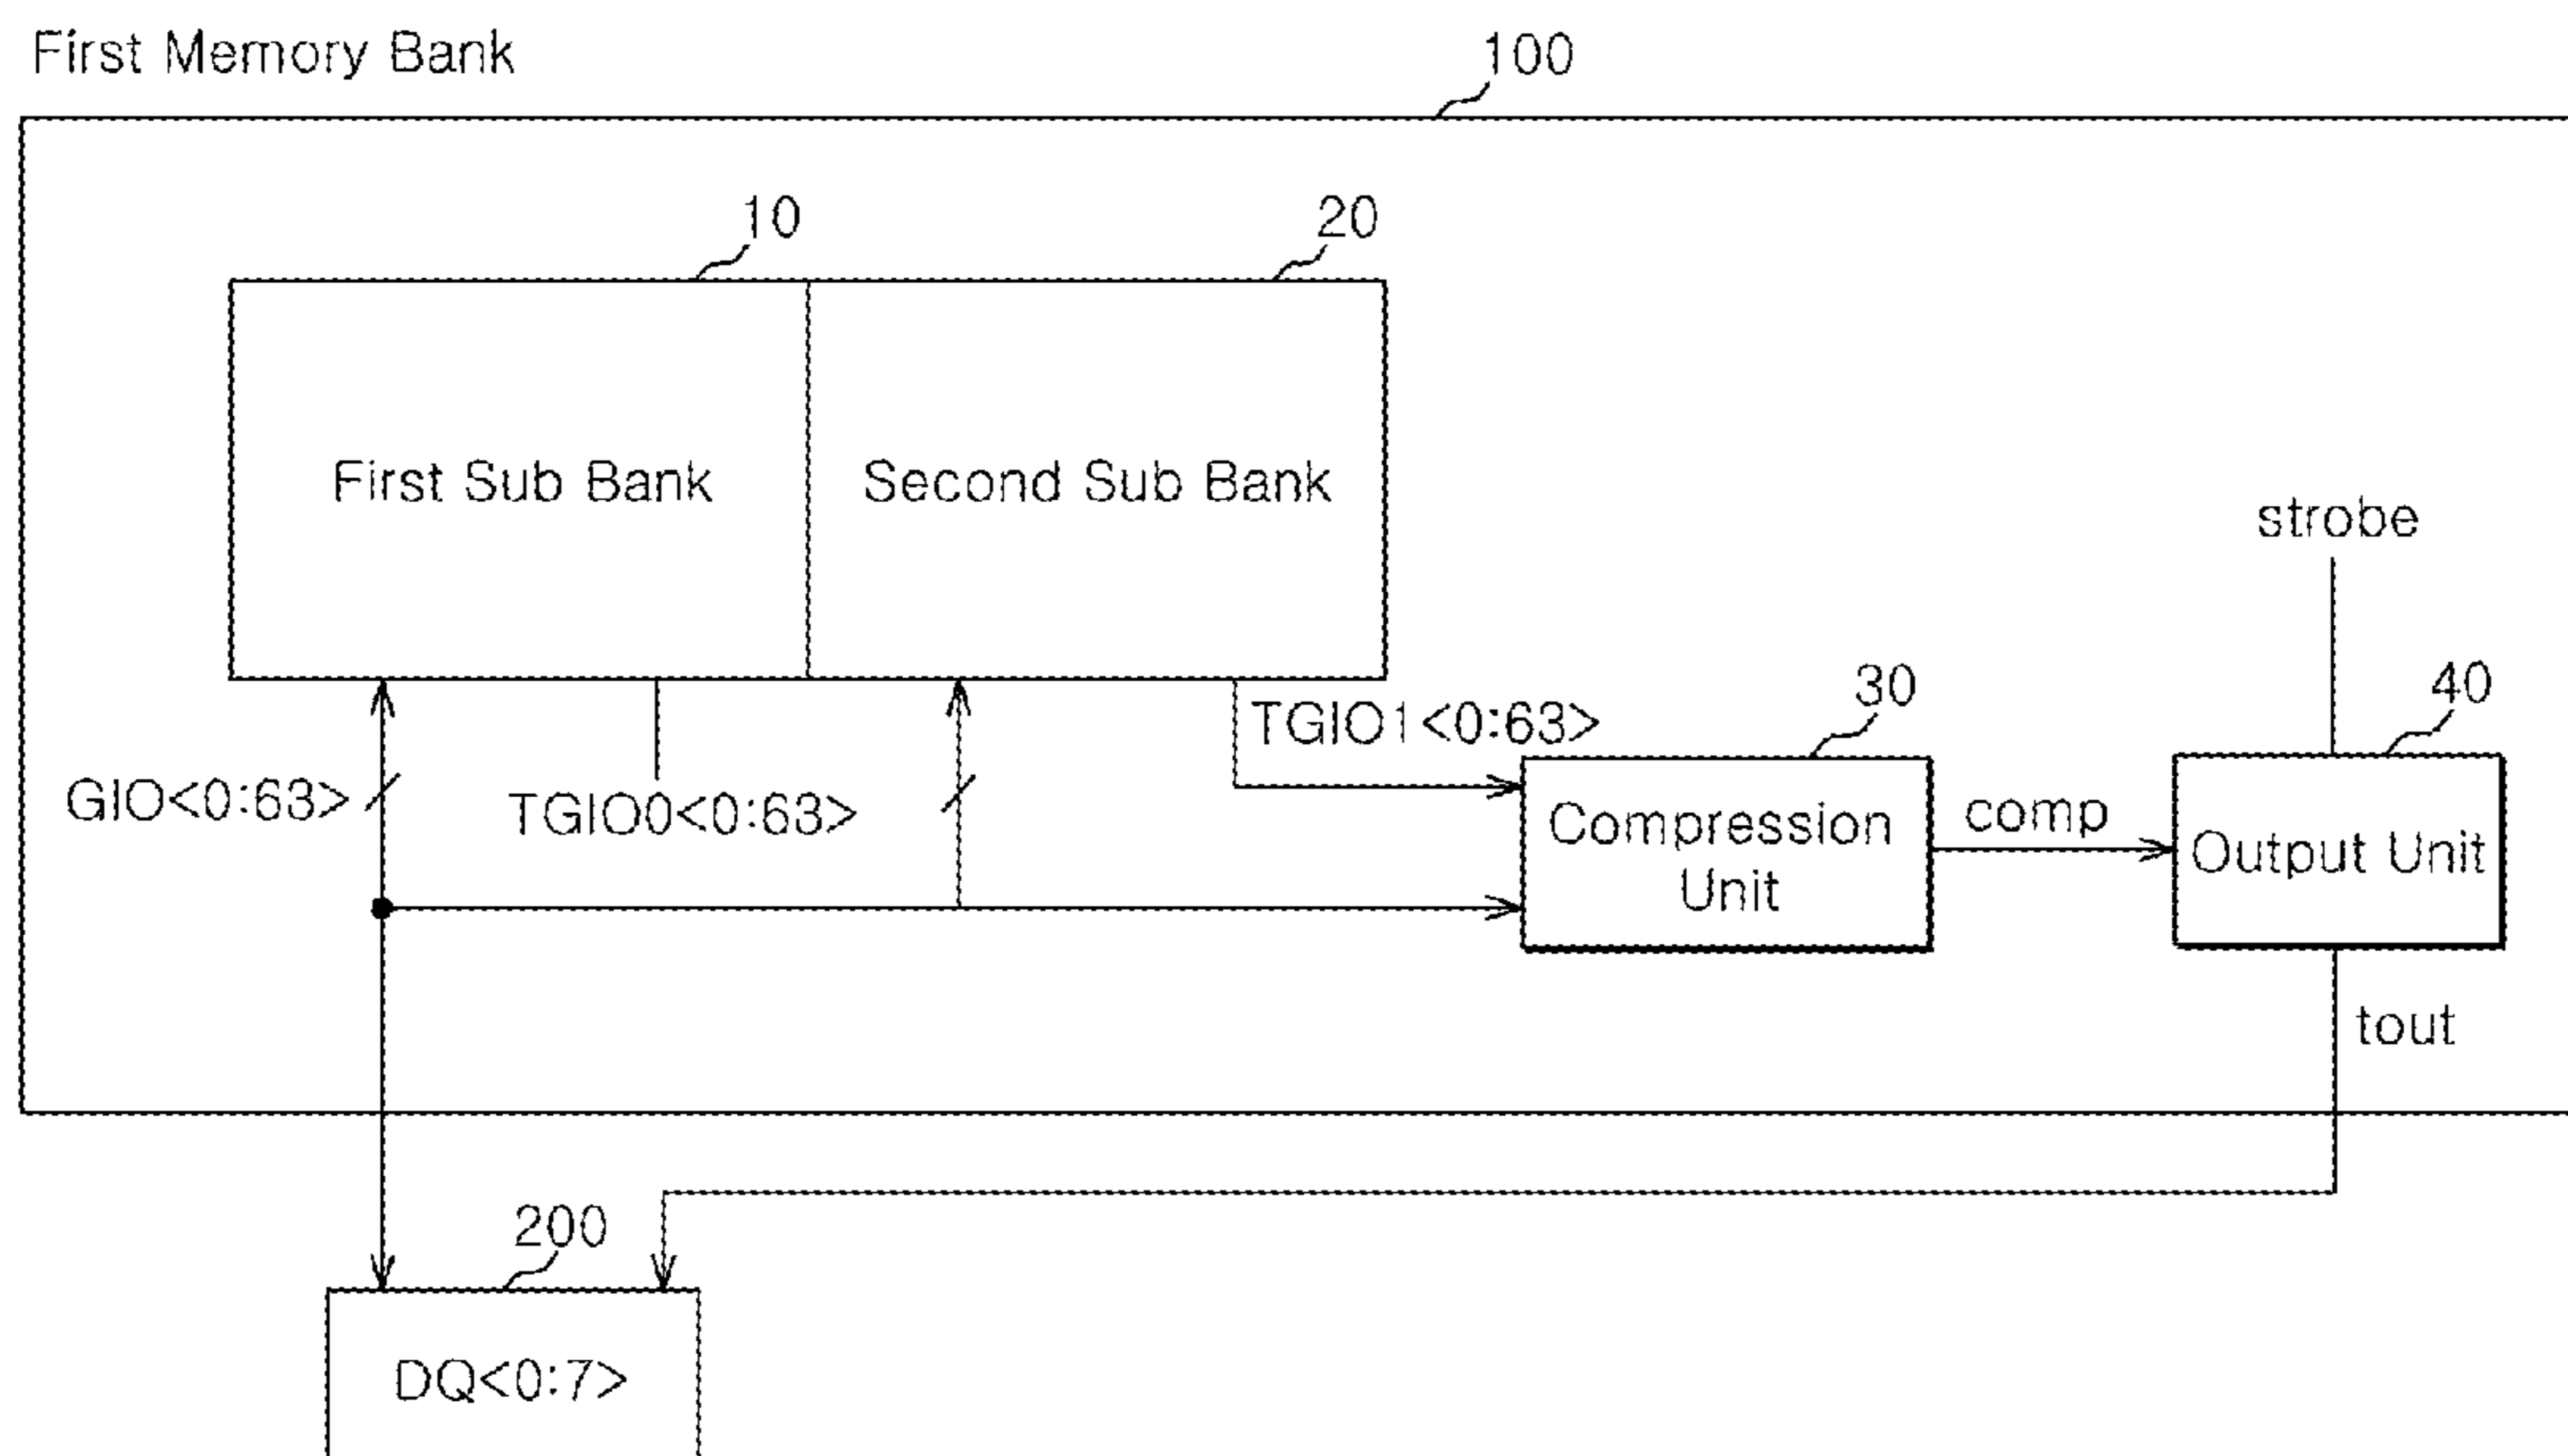 First Memory Bank
100
10
20
First Sub Bank
Second Sub Bank
strobe
GIO<0:63>
TGIO0<0:63>
TGIO1<0:63>
30
40
Compression
Unit
comp
Output Unit
tout
200
DQ<0:7>